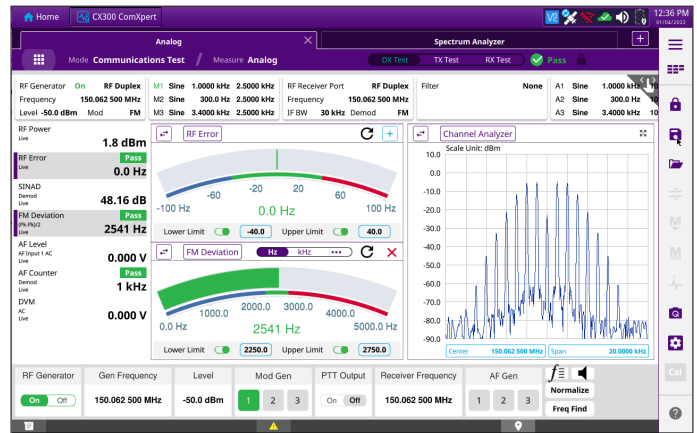 Home CX300 ComXpert 12:36 PM
01/04/2022
Analog Spectrum Analyzer
Mode Communications Test / Measure Analog DX Test TX Test RX Test Pass
RF Generator On RF Duplex
Frequency 150.062 500 MHz
Level -50.0 dBm Mod FM
M1 Sine 1.0000 kHz 2.5000 kHz
M2 Sine 300.0 Hz 2.5000 kHz
M3 Sine 3.4000 kHz 2.5000 kHz
RF Receiver Port RF Duplex
Frequency 150.062 500 MHz
IF BW 30 kHz Demod FM
Filter None
A1 Sine 1.0000 kHz 10
A2 Sine 300.0 Hz 10
A3 Sine 3.4000 kHz 10
RF Power
Live
1.8 dBm
RF Error Pass
Live
0.0 Hz
SINAD
Demod
Live
48.16 dB
FM Deviation Pass
(Pk-Pk)/2
Live
2541 Hz
AF Level
AF Input 1 AC
Live
0.000 V
AF Counter Pass
Demod
Live
1 kHz
DVM
AC
Live
0.000 V
RF Error
-100 Hz -60 -20 20 60 100 Hz
0.0 Hz
Lower Limit -40.0 Upper Limit 40.0
FM Deviation Hz kHz •••
0.0 Hz 1000.0 2000.0 3000.0 4000.0 5000.0 Hz
2541 Hz
Lower Limit 2250.0 Upper Limit 2750.0
Channel Analyzer
Scale Unit: dBm
10.0
0.0
-10.0
-20.0
-30.0
-40.0
-50.0
-60.0
-70.0
-80.0
-90.0
Center 150.062 500 MHz Span 20.0000 kHz
RF Generator Gen Frequency Level Mod Gen PTT Output Receiver Frequency AF Gen
On Off 150.062 500 MHz -50.0 dBm 1 2 3 On Off 150.062 500 MHz 1 2 3
Normalize
Freq Find
M
M
Cal